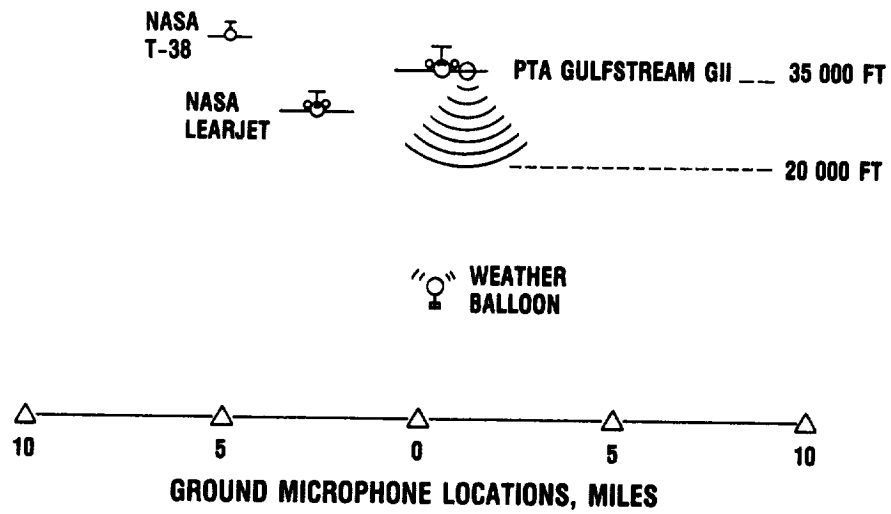 NASA
T-38
PTA GULFSTREAM GII __ 35 000 FT
NASA
LEARJET
20 000 FT
WEATHER
BALLOON
10 5 0 5 10
GROUND MICROPHONE LOCATIONS, MILES